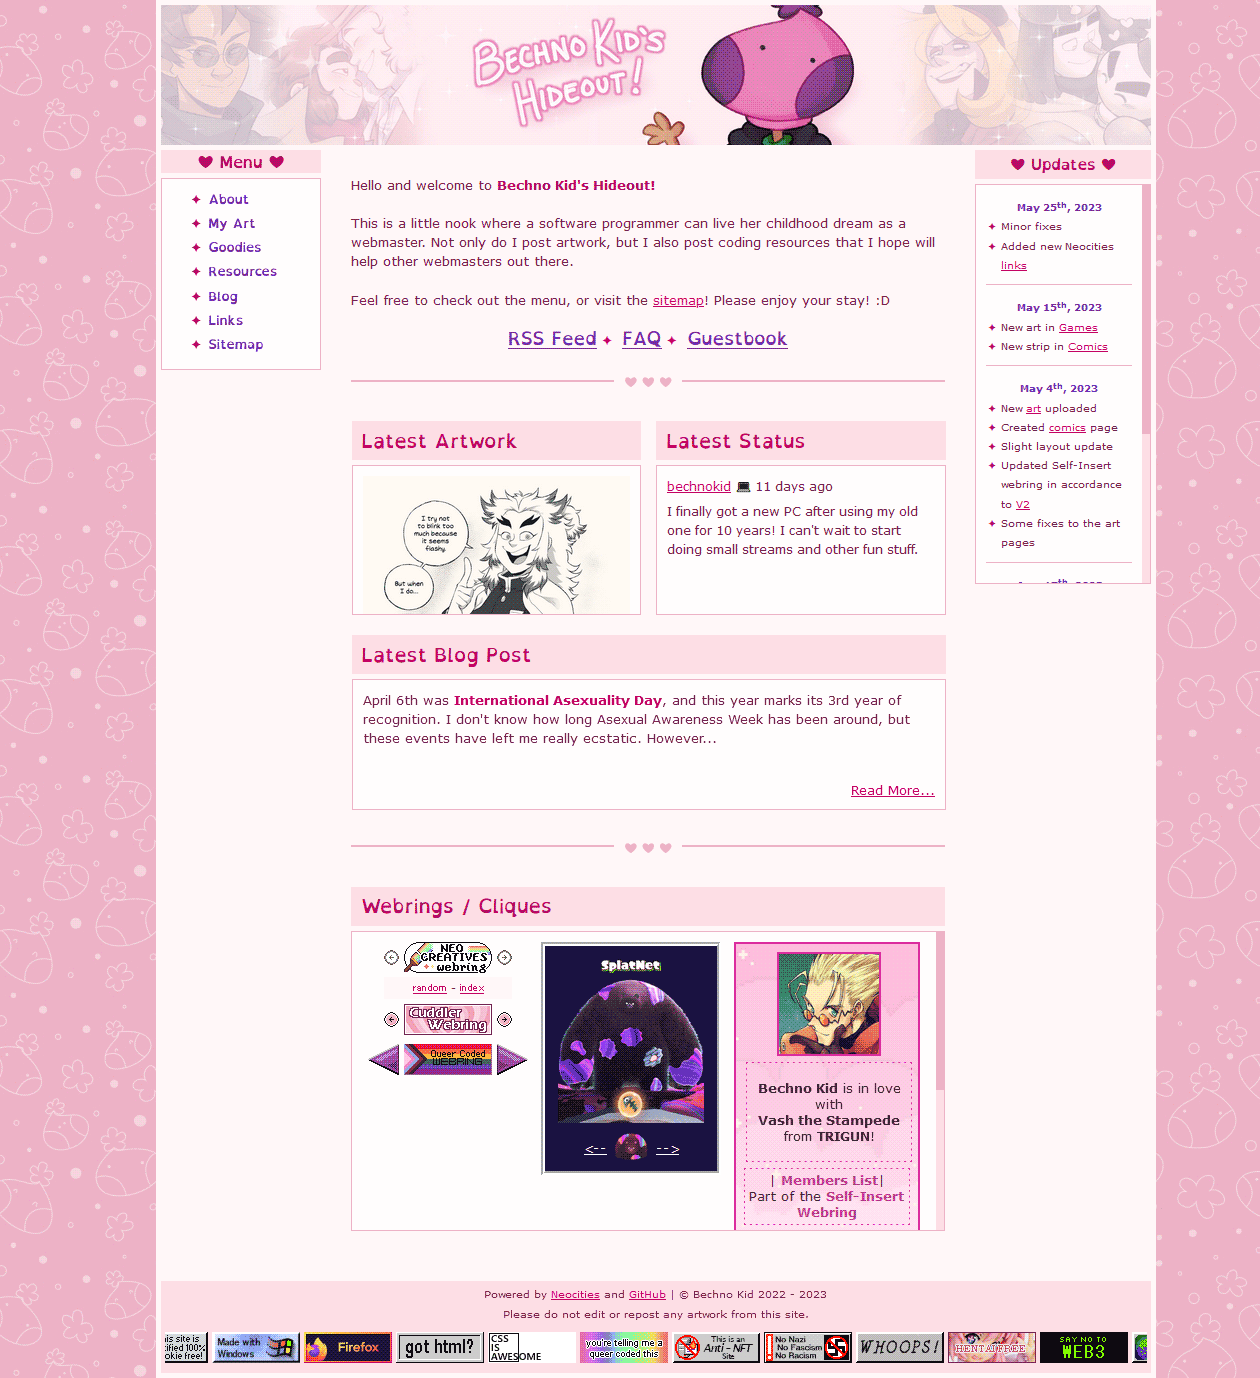 Bechno Kid's
Hideout!
Menu
About
My Art
Goodies
Resources
Blog
Links
Sitemap
Hello and welcome to Bechno Kid's Hideout!
This is a little nook where a software programmer can live her childhood dream as a
webmaster. Not only do I post artwork, but I also post coding resources that I hope will
help other webmasters out there.
Feel free to check out the menu, or visit the sitemap! Please enjoy your stay! :D
RSS Feed ✦ FAQ ✦ Guestbook
Latest Artwork
I try not
to blink too
much because
it seems
flashy.
But when
I do...
Latest Status
bechnokid 💻 11 days ago
I finally got a new PC after using my old
one for 10 years! I can't wait to start
doing small streams and other fun stuff.
Latest Blog Post
April 6th was International Asexuality Day, and this year marks its 3rd year of
recognition. I don't know how long Asexual Awareness Week has been around, but
these events have left me really ecstatic. However...
Read More...
Webrings / Cliques
NEO
CREATIVES
webring
random - index
Cuddler
Webring
Queer Coded
WEBRING
SplatNet
<-- -->
Bechno Kid is in love
with
Vash the Stampede
from TRIGUN!
| Members List|
Part of the Self-Insert
Webring
Updates
May 25th, 2023
Minor fixes
Added new Neocities
links
May 15th, 2023
New art in Games
New strip in Comics
May 4th, 2023
New art uploaded
Created comics page
Slight layout update
Updated Self-Insert
webring in accordance
to V2
Some fixes to the art
pages
Powered by Neocities and GitHub | © Bechno Kid 2022 - 2023
Please do not edit or repost any artwork from this site.
his site is
tified 100%
okie free!
Made with
Windows
Firefox
got html?
CSS
IS
AWESOME
you're telling me a
queer coded this
This is an
Anti - NFT
Site
No Nazi
No Fascism
No Racism
WHOOPS!
HENTAI FREE
SAY NO TO
WEB3